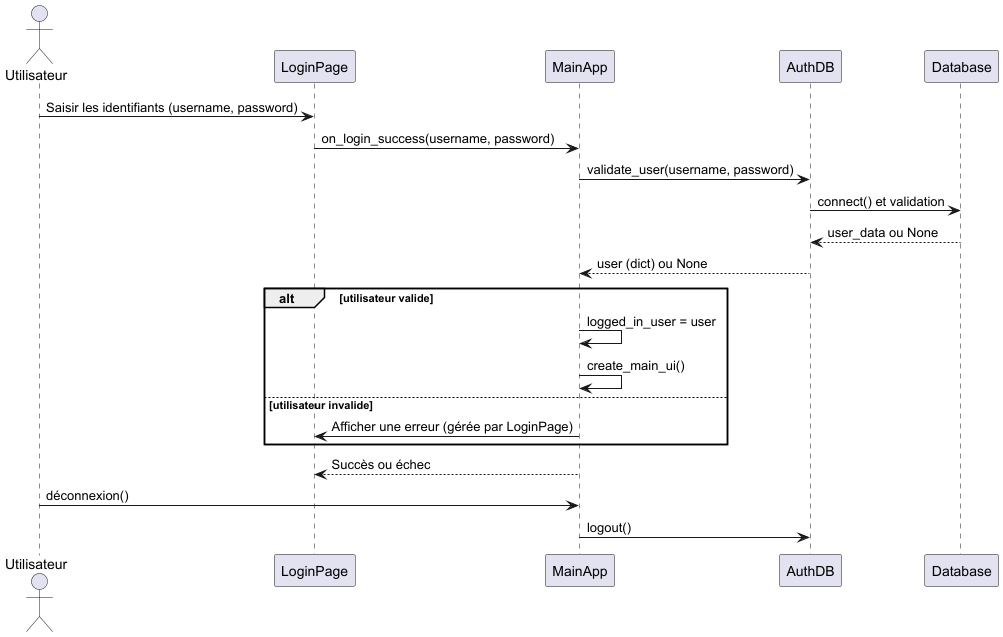 Utilisateur
LoginPage
MainApp
AuthDB
Database
Saisir les identifiants (username, password)
on_login_success(username, password)
validate_user(username, password)
connect() et validation
user_data ou None
user (dict) ou None
alt
[utilisateur valide]
logged_in_user = user
create_main_ui()
[utilisateur invalide]
Afficher une erreur (gérée par LoginPage)
Succès ou échec
déconnexion()
logout()
Utilisateur
LoginPage
MainApp
AuthDB
Database